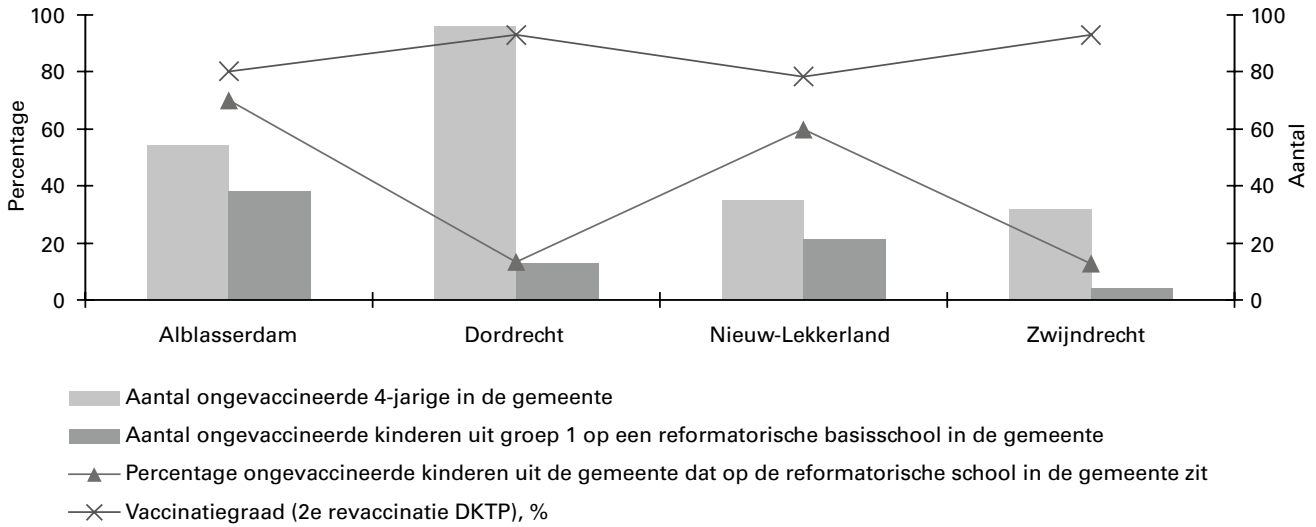 100
80
60
40
20
0
Percentage
100
80
60
40
20
0
Aantal
Alblasserdam Dordrecht Nieuw-Lekkerland Zwijndrecht
Aantal ongevaccineerde 4-jarige in de gemeente
Aantal ongevaccineerde kinderen uit groep 1 op een reformatorische basisschool in de gemeente
Percentage ongevaccineerde kinderen uit de gemeente dat op de reformatorische school in de gemeente zit
Vaccinatiegraad (2e revaccinatie DKTP), %